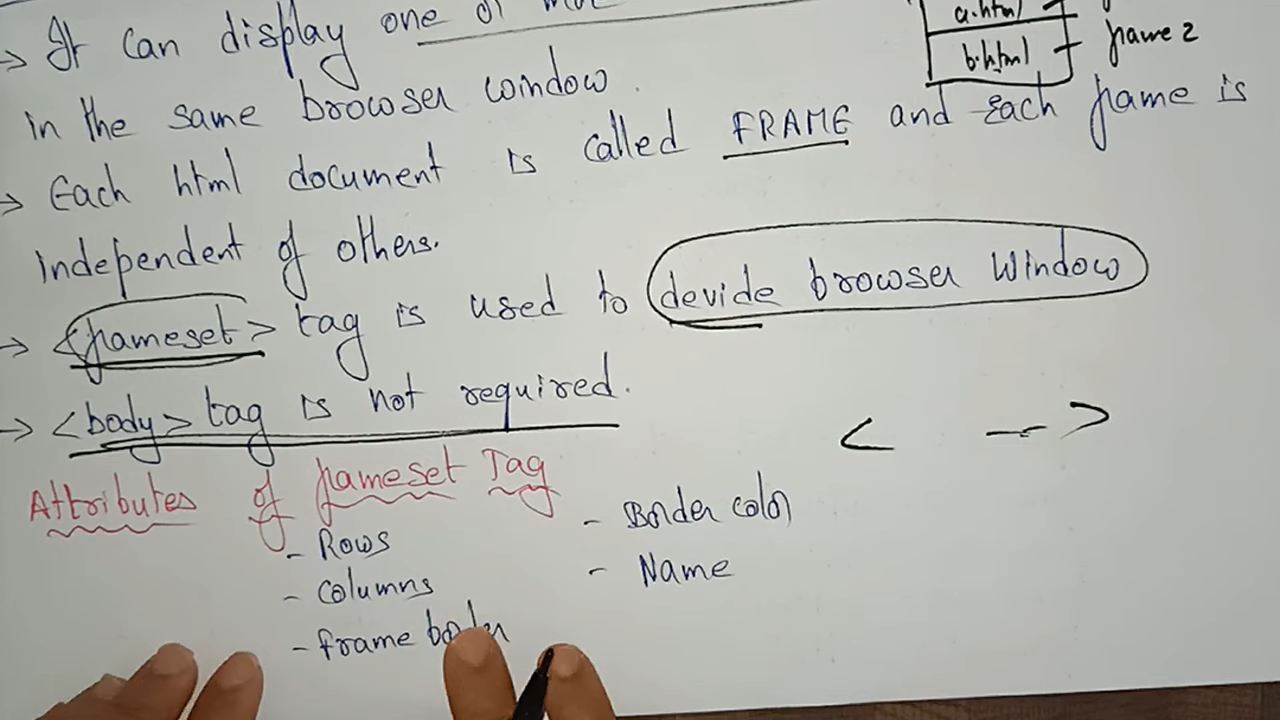 → It can display one or
a.html
b.html
frame 2
in the same browser window.
→ Each html document is called FRAME and Each frame is
independent of others.
→ <frameset> tag is used to devide browser window
→ <body> tag is not required.
< -->
Attributes of frameset Tag
- Rows
- Columns
- frame border
- Border color
- Name